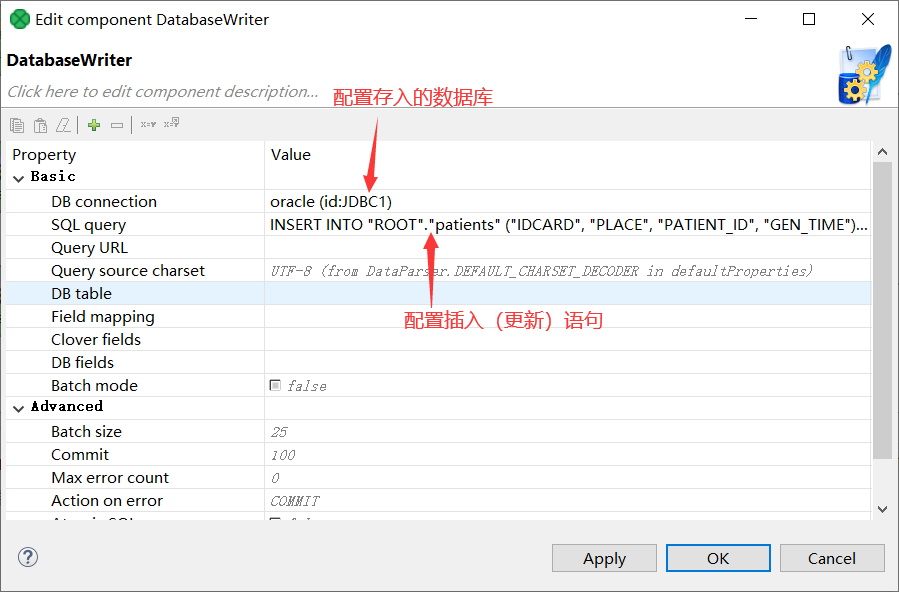 Edit component DatabaseWriter
DatabaseWriter
Click here to edit component description...
配置存入的数据库
Property Value
Basic
DB connection oracle (id:JDBC1)
SQL query INSERT INTO "ROOT"."patients" ("IDCARD", "PLACE", "PATIENT_ID", "GEN_TIME")...
Query URL
Query source charset UTF-8 (from DataParser.DEFAULT_CHARSET_DECODER in defaultProperties)
DB table
Field mapping
配置插入（更新）语句
Clover fields
DB fields
Batch mode false
Advanced
Batch size 25
Commit 100
Max error count 0
Action on error COMMIT
Apply OK Cancel